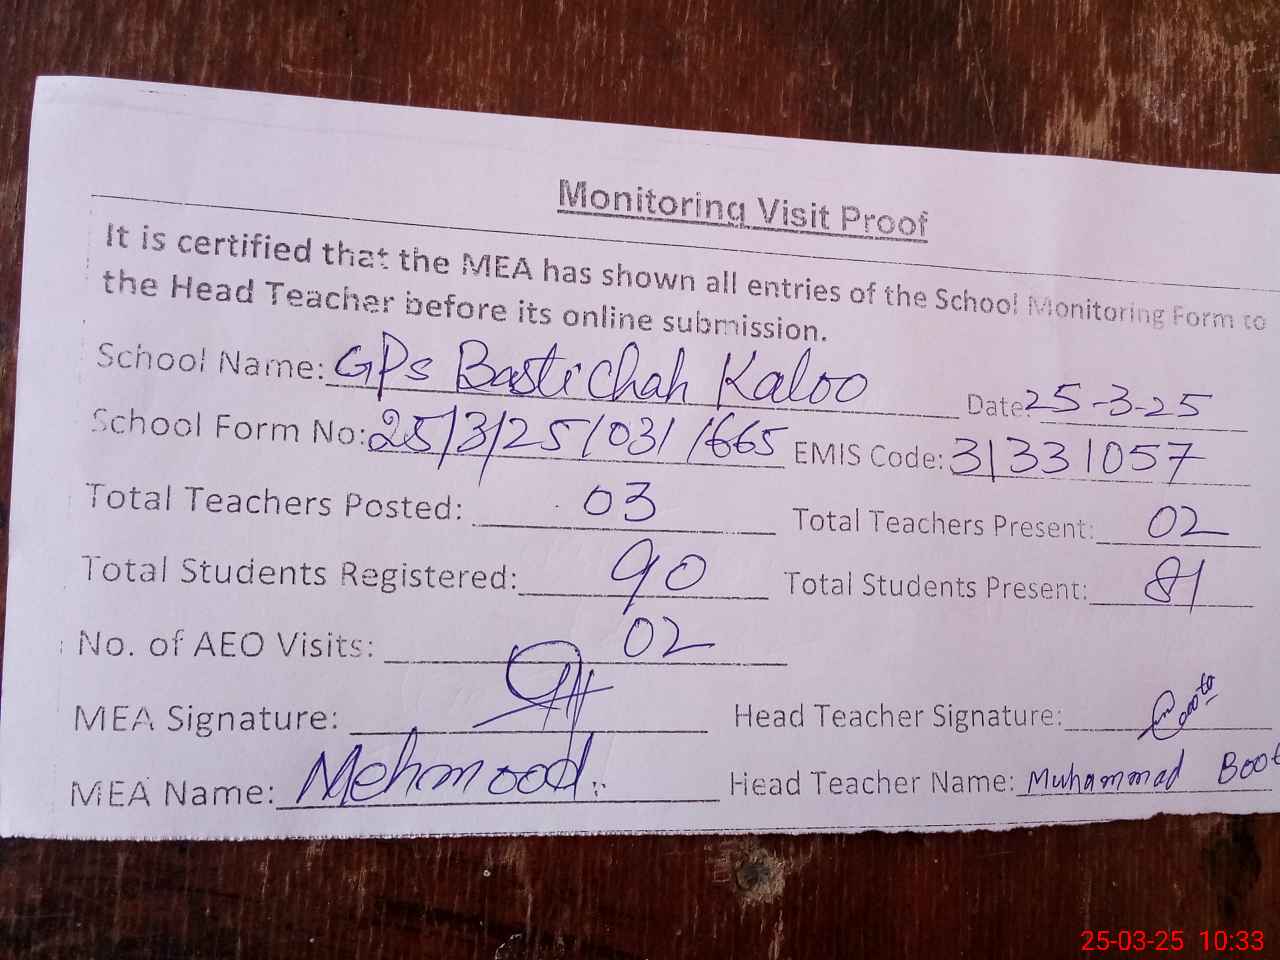 Monitoring Visit Proof
It is certified that the MEA has shown all entries of the School Monitoring Form to
the Head Teacher before its online submission.
School Name: GPS Basti Chah Kaloo Date 25-3-25
School Form No: 25/3/25/031/665 EMIS Code: 31331057
Total Teachers Posted: 03 Total Teachers Present: 02
Total Students Registered: 90 Total Students Present: 81
No. of AEO Visits: 02
MEA Signature: Head Teacher Signature:
MEA Name: Mehmood Head Teacher Name: Muhammad Boot
25-03-25 10:33